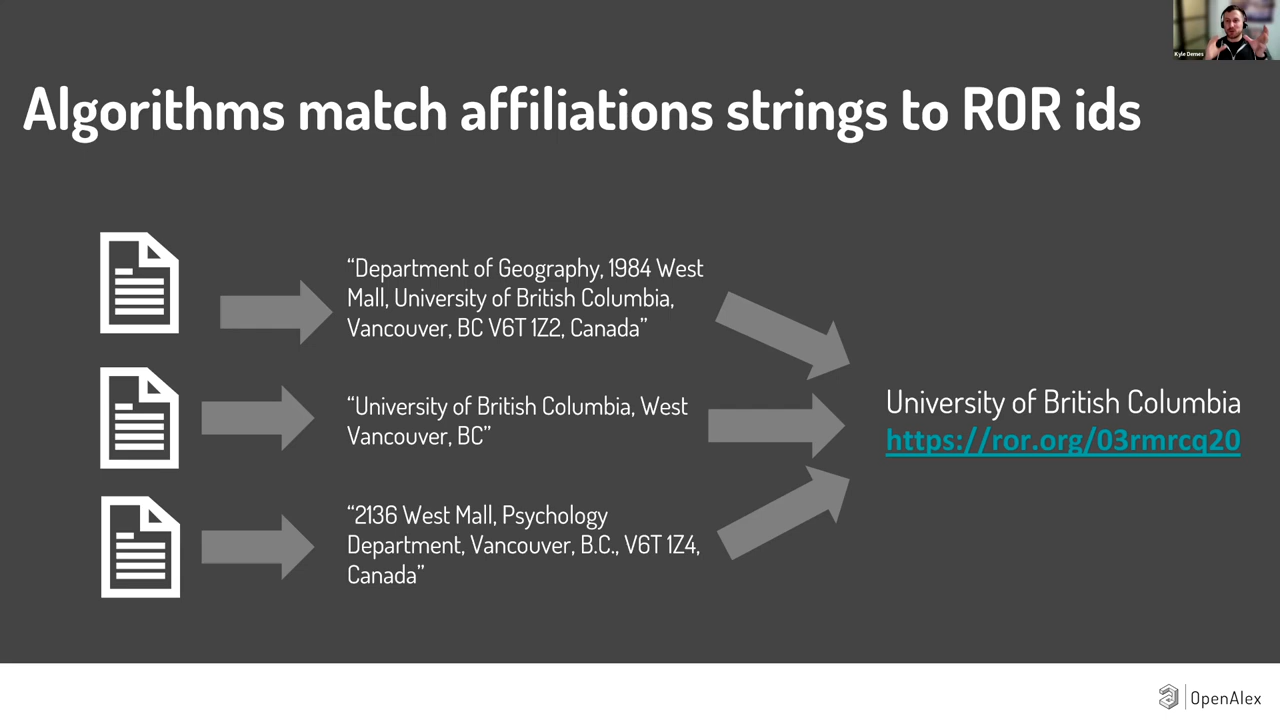 Kyle Demes
Algorithms match affiliations strings to ROR ids
“Department of Geography, 1984 West
Mall, University of British Columbia,
Vancouver, BC V6T 1Z2, Canada”
“University of British Columbia, West
Vancouver, BC”
“2136 West Mall, Psychology
Department, Vancouver, B.C., V6T 1Z4,
Canada”
University of British Columbia
https://ror.org/03rmrcq20
OpenAlex